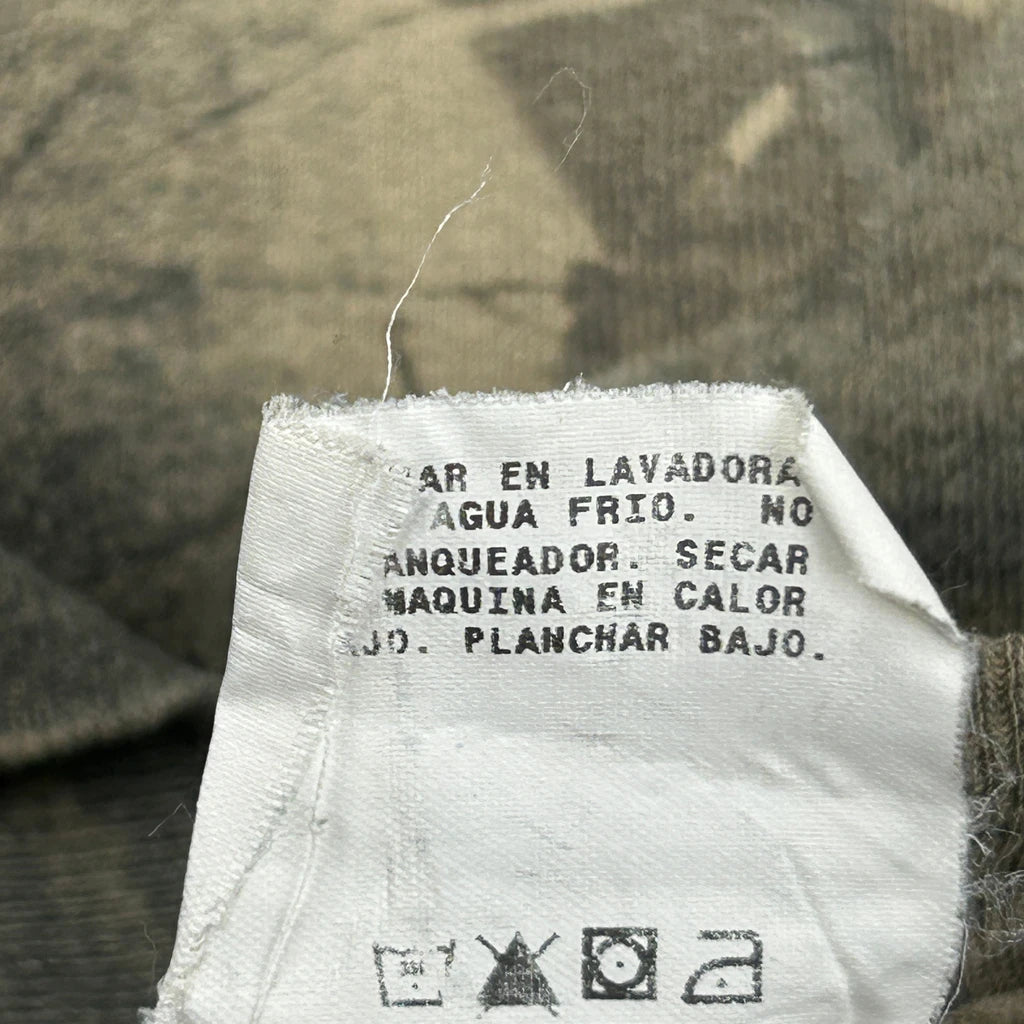 AR EN LAVADORA
AGUA FRIO. NO
ANQUEADOR. SECAR
MAQUINA EN CALOR
JO. PLANCHAR BAJO.